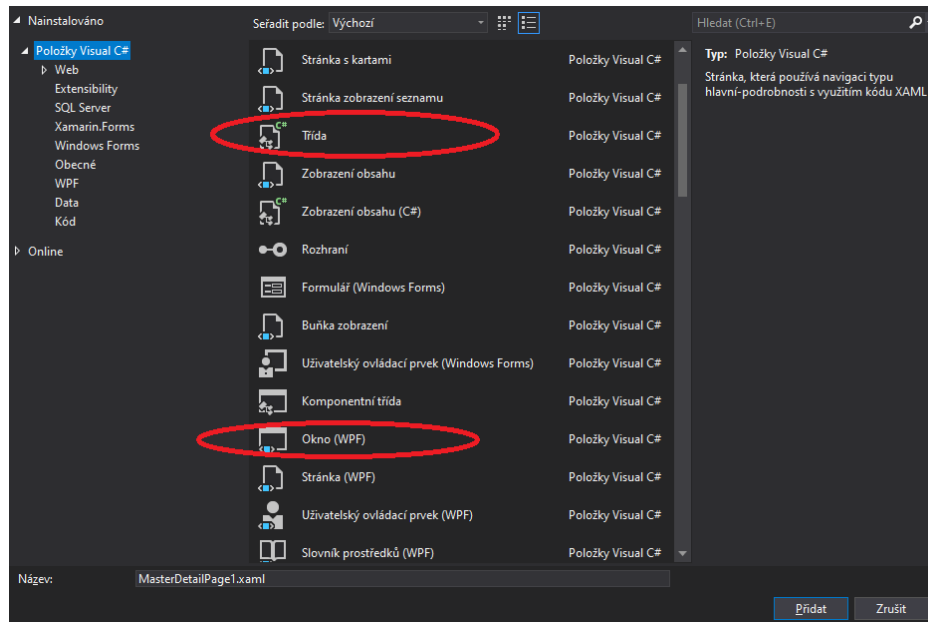 Nainstalováno
Seřadit podle: Výchozí
Hledat (Ctrl+E)
Položky Visual C#
Web
Extensibility
SQL Server
Xamarin.Forms
Windows Forms
Obecné
WPF
Data
Kód
Online
Stránka s kartami Položky Visual C#
Stránka zobrazení seznamu Položky Visual C#
C# Třída Položky Visual C#
Zobrazení obsahu Položky Visual C#
C# Zobrazení obsahu (C#) Položky Visual C#
Rozhraní Položky Visual C#
Formulář (Windows Forms) Položky Visual C#
Buňka zobrazení Položky Visual C#
Uživatelský ovládací prvek (Windows Forms) Položky Visual C#
Komponentní třída Položky Visual C#
Okno (WPF) Položky Visual C#
Stránka (WPF) Položky Visual C#
Uživatelský ovládací prvek (WPF) Položky Visual C#
Slovník prostředků (WPF) Položky Visual C#
Typ: Položky Visual C#
Stránka, která používá navigaci typu
hlavní-podrobnosti s využitím kódu XAML
Název: MasterDetailPage1.xaml
Přidat Zrušit